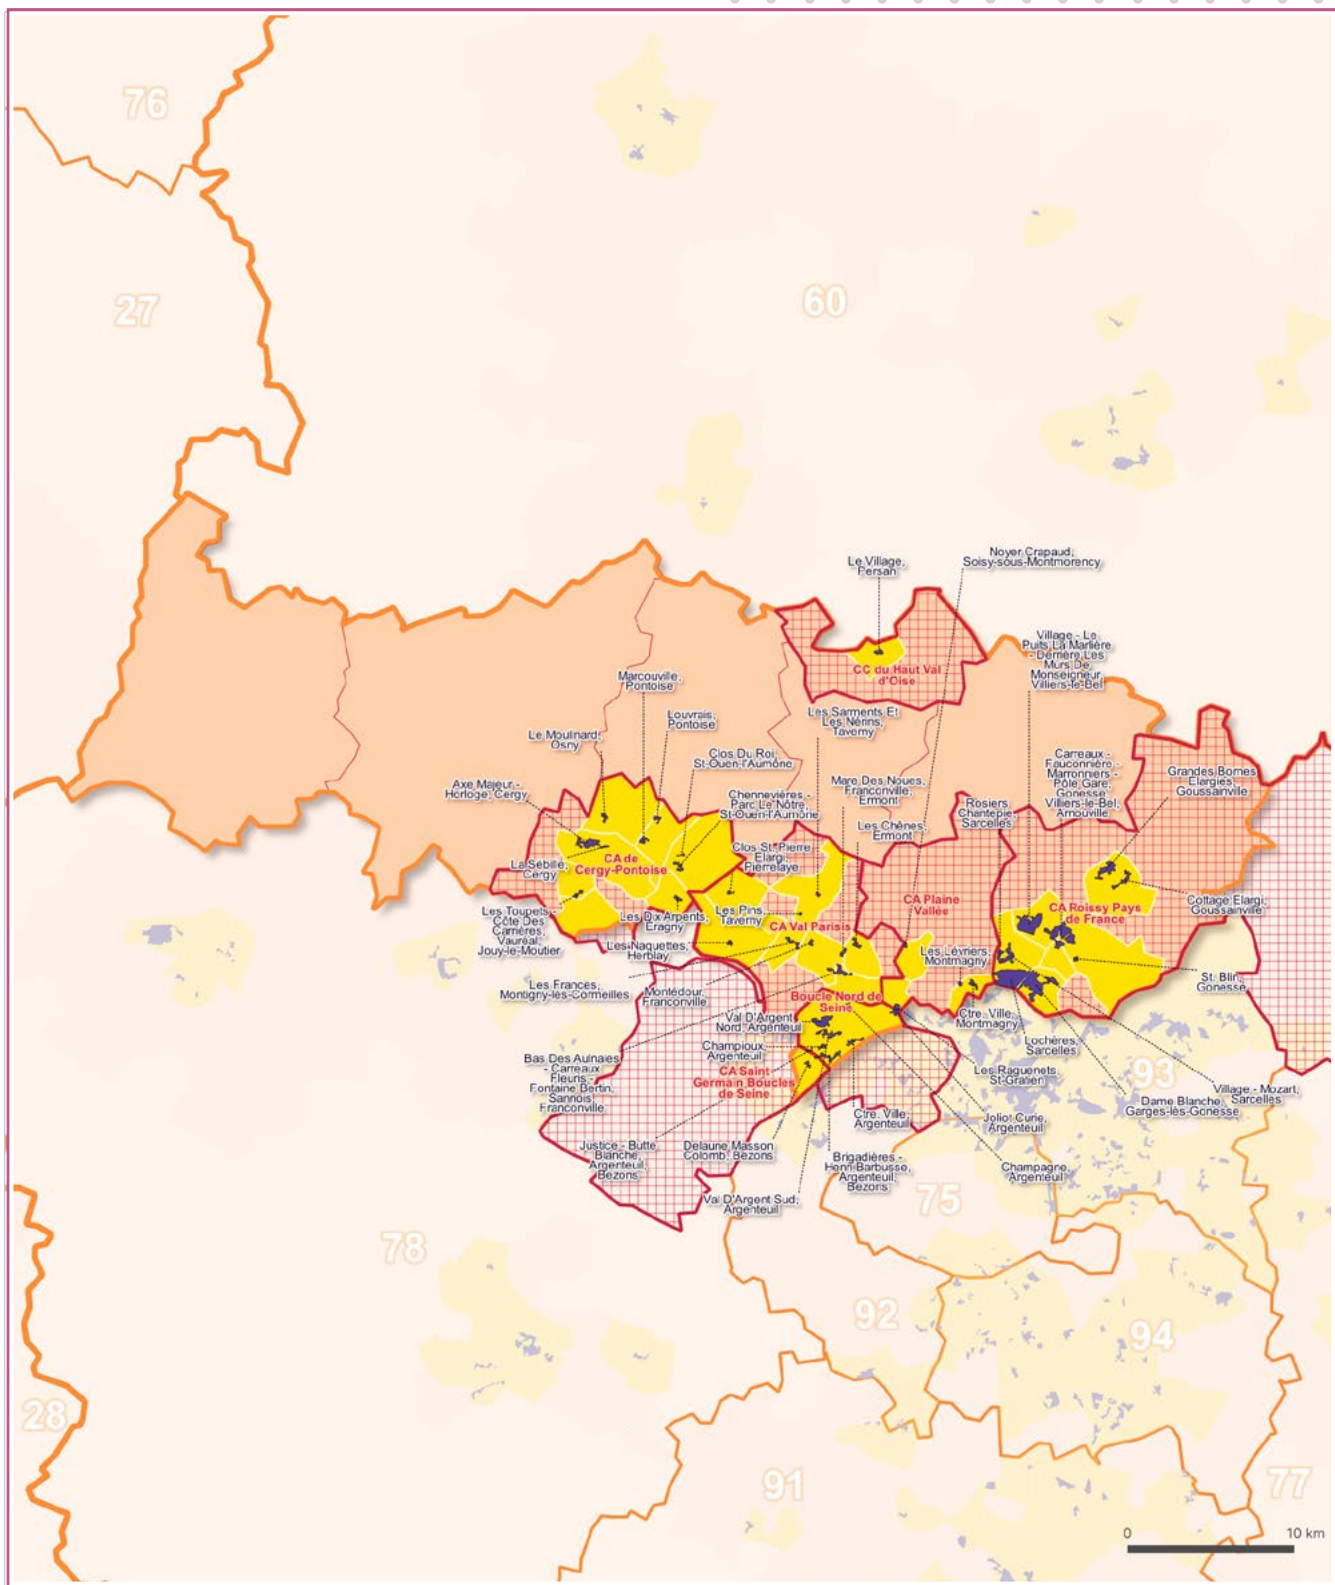 76
27
60
Noyer Crapaud,
Soisy-sous-Montmorency
Le Village,
Persan
Village - Le
Puits La Marlière
- Derrière Les
Murs De
Monseigneur,
Villiers-le-Bel
CC du Haut Val
d'Oise
Marcouville,
Pontoise
Louvrais,
Pontoise
Les Sarments Et
Les Nérins,
Taverny
Le Moulinard,
Osny
Clos Du Roi,
St-Ouen-l'Aumône
Carreaux -
Fauconnière -
Marronniers -
Pôle Gare,
Gonesse
Villiers-le-Bel,
Arnouville
Grandes Bornes
Elargies,
Goussainville
Axe Majeur -
Horloge, Cergy
Chennevières -
Parc Le Nôtre,
St-Ouen-l'Aumône
Mare Des Noues,
Franconville,
Ermont
Rosiers
Chantepie,
Sarcelles
Les Chênes,
Ermont
La Sébille,
Cergy
CA de
Cergy-Pontoise
Clos St. Pierre
Elargi,
Pierrelaye
CA Plaine
Vallée
CA Roissy Pays
de France
Cottage Elargi,
Goussainville
Les Toupets -
Côte Des
Carrières,
Vauréal,
Jouy-le-Moutier
Les Dix Arpents,
Eragny
Les Pins,
Taverny
CA Val Parisis
Les Naquettes,
Herblay
Les Lévriers,
Montmagny
St. Blin,
Gonesse
Les Frances,
Montigny-lès-Cormeilles
Montédour,
Franconville
Boucle Nord de
Seine
Val D'Argent
Nord, Argenteuil
Ctre. Ville,
Montmagny
Champioux,
Argenteuil
Lochères,
Sarcelles
Bas Des Aulnaies
- Carreaux
Fleuris -
Fontaine Bertin,
Sannois,
Franconville
CA Saint
Germain Boucles
de Seine
Les Raguenets,
St-Gratien
93
Village - Mozart,
Sarcelles
Dame Blanche,
Garges-lès-Gonesse
Ctre. Ville,
Argenteuil
Joliot Curie,
Argenteuil
Justice - Butte
Blanche,
Argenteuil,
Bezons
Delaune Masson
Colomb, Bezons
Brigadières -
Henri Barbusse,
Argenteuil,
Bezons
Champagne,
Argenteuil
Val D'Argent Sud,
Argenteuil
75
78
92
94
28
91
77
0 10 km